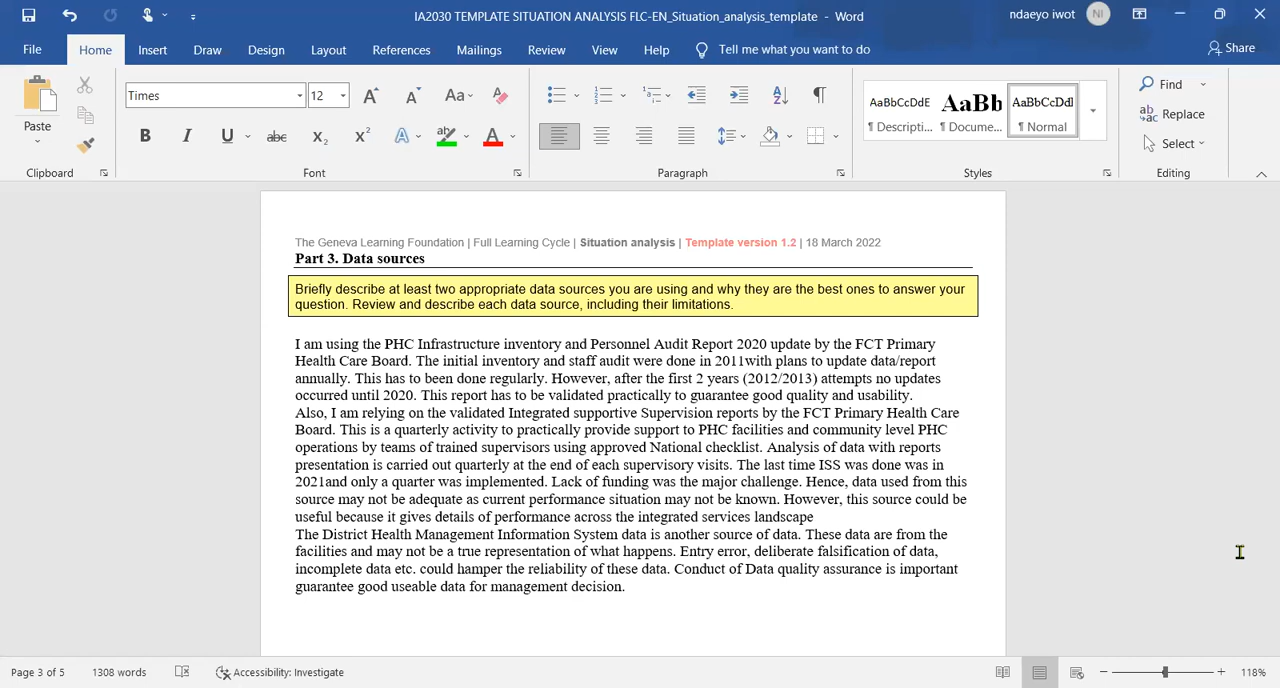 IA2030 TEMPLATE SITUATION ANALYSIS FLC-EN_Situation_analysis_template - Word
ndaeyo iwot NI
File Home Insert Draw Design Layout References Mailings Review View Help Tell me what you want to do Share
Paste
Times 12
Aa
B I U abc X2 X2 A A
AaBbCcDdE AaBb AaBbCcDdI
¶ Descripti... ¶ Docume... ¶ Normal
Find
Replace
Select
Clipboard Font Paragraph Styles Editing
The Geneva Learning Foundation | Full Learning Cycle | Situation analysis | Template version 1.2 | 18 March 2022
Part 3. Data sources
Briefly describe at least two appropriate data sources you are using and why they are the best ones to answer your
question. Review and describe each data source, including their limitations.
I am using the PHC Infrastructure inventory and Personnel Audit Report 2020 update by the FCT Primary
Health Care Board. The initial inventory and staff audit were done in 2011with plans to update data/report
annually. This has to been done regularly. However, after the first 2 years (2012/2013) attempts no updates
occurred until 2020. This report has to be validated practically to guarantee good quality and usability.
Also, I am relying on the validated Integrated supportive Supervision reports by the FCT Primary Health Care
Board. This is a quarterly activity to practically provide support to PHC facilities and community level PHC
operations by teams of trained supervisors using approved National checklist. Analysis of data with reports
presentation is carried out quarterly at the end of each supervisory visits. The last time ISS was done was in
2021and only a quarter was implemented. Lack of funding was the major challenge. Hence, data used from this
source may not be adequate as current performance situation may not be known. However, this source could be
useful because it gives details of performance across the integrated services landscape
The District Health Management Information System data is another source of data. These data are from the
facilities and may not be a true representation of what happens. Entry error, deliberate falsification of data,
incomplete data etc. could hamper the reliability of these data. Conduct of Data quality assurance is important
guarantee good useable data for management decision.
Page 3 of 5 1308 words Accessibility: Investigate 118%